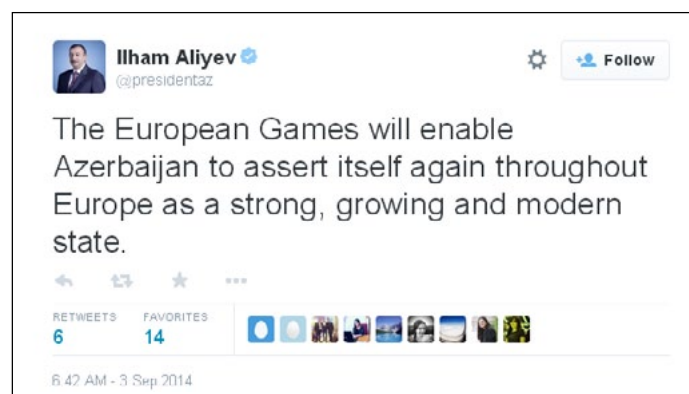 Ilham Aliyev
@presidentaz
Follow
The European Games will enable
Azerbaijan to assert itself again throughout
Europe as a strong, growing and modern
state.
RETWEETS FAVORITES
6 14
6:42 AM - 3 Sep 2014